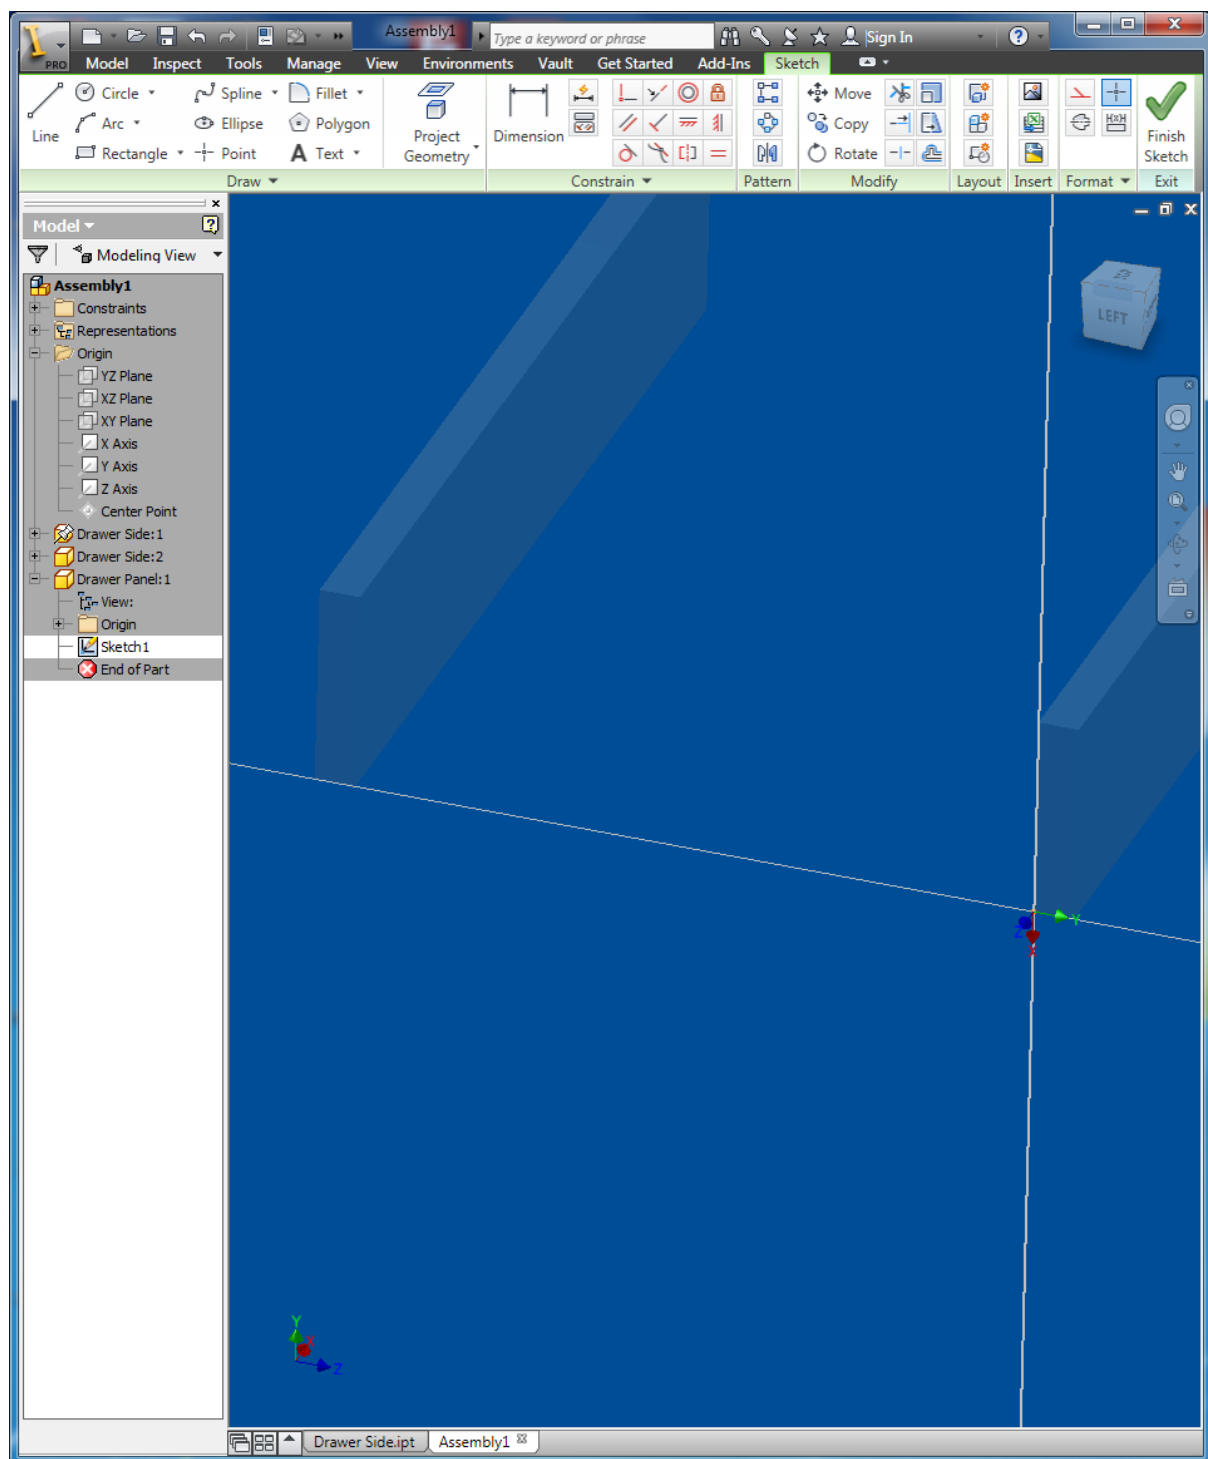 Assembly1
Type a keyword or phrase
Sign In
PRO
Model Inspect Tools Manage View Environments Vault Get Started Add-Ins Sketch
Line
Circle
Arc
Rectangle
Spline
Ellipse
Point
Fillet
Polygon
Text
Project
Geometry
Dimension
Move
Copy
Rotate
Finish
Sketch
Draw
Constrain
Pattern
Modify
Layout
Insert
Format
Exit
Model
Modeling View
Assembly1
Constraints
Representations
Origin
YZ Plane
XZ Plane
XY Plane
X Axis
Y Axis
Z Axis
Center Point
Drawer Side:1
Drawer Side:2
Drawer Panel:1
View:
Origin
Sketch1
End of Part
LEFT
Y
Z
X
Y
X
Z
Drawer Side.ipt
Assembly1